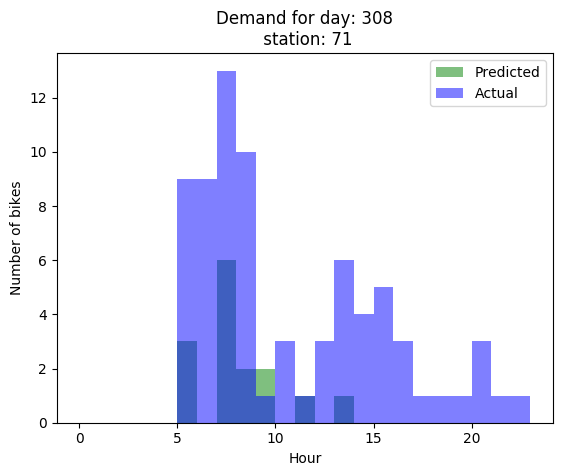 Demand for day: 308
station: 71
Predicted
Actual
Number of bikes
12
10
8
6
4
2
0
0
5
10
15
20
Hour